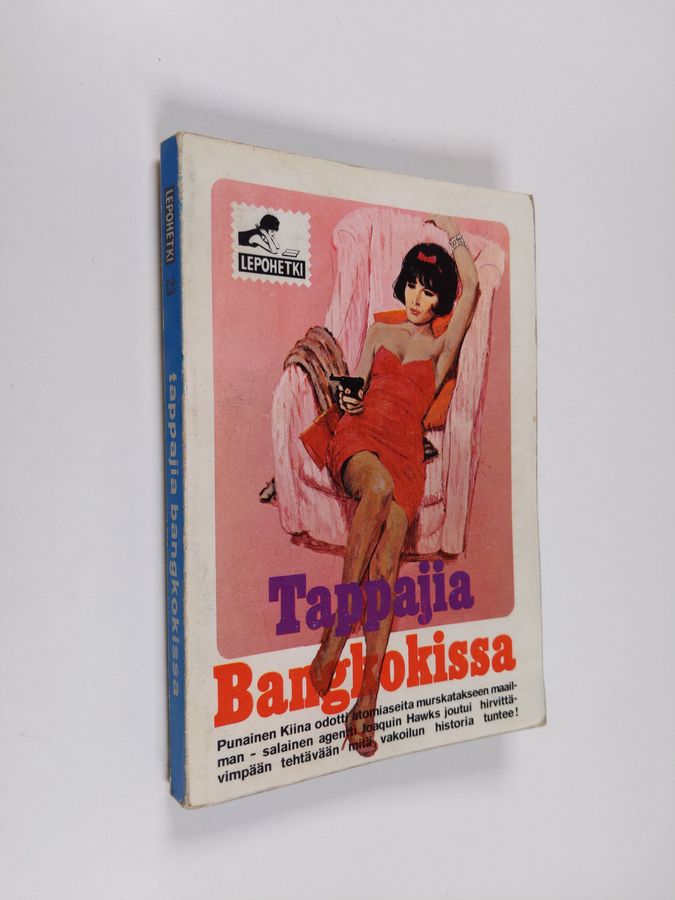 LEPOHETKI 23 tappajia bangkokissa
LEPOHETKI
Tappajia
Bangkokissa
Punainen Kiina odotti atomiaseita murskatakseen maail-
man - salainen agentti Joaquin Hawks joutui hirvittä-
vimpään tehtävään mitä vakoilun historia tuntee!